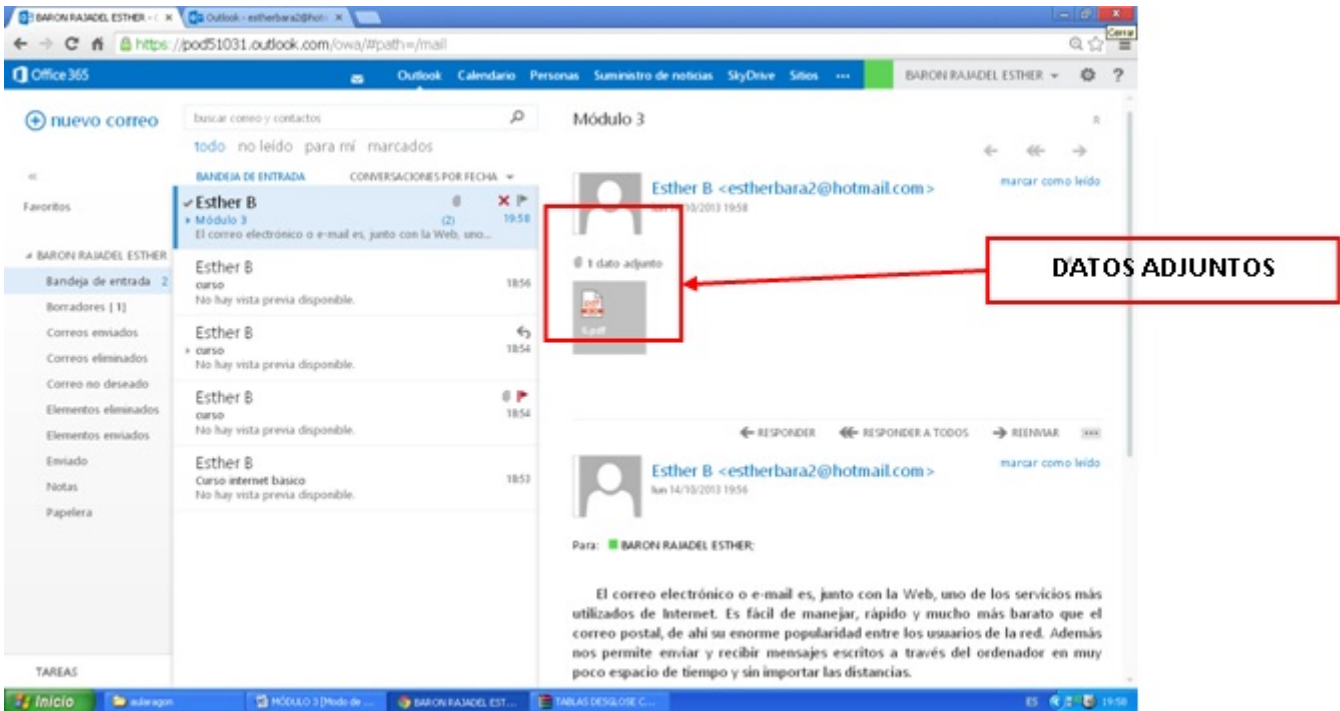 BARON RAJADEL ESTHER - (
Outlook - estherbara2@hot
Cerrar
https://pod51031.outlook.com/owa/#path=/mail
Office 365
Outlook Calendario Personas Suministro de noticias SkyDrive Sitios ... BARON RAJADEL ESTHER ?
nuevo correo
buscar correo y contactos
todo no leído para mí marcados
BANDEJA DE ENTRADA CONVERSACIONES POR FECHA
Favoritos
BARON RAJADEL ESTHER
Bandeja de entrada 2
Borradores [1]
Correos enviados
Correos eliminados
Correo no deseado
Elementos eliminados
Elementos enviados
Enviado
Notas
Papelera
TAREAS
Esther B
Módulo 3 (2) 19:58
El correo electrónico o e-mail es, junto con la Web, uno...
Esther B
curso 18:56
No hay vista previa disponible.
Esther B
curso 18:54
No hay vista previa disponible.
Esther B
curso 18:54
No hay vista previa disponible.
Esther B
Curso internet básico 18:53
No hay vista previa disponible.
Módulo 3
marcar como leído
Esther B <estherbara2@hotmail.com>
lun 14/10/2013 19:58
1 dato adjunto
6.pdf
DATOS ADJUNTOS
RESPONDER RESPONDER A TODOS REENVIAR ...
marcar como leído
Esther B <estherbara2@hotmail.com>
lun 14/10/2013 19:56
Para: BARON RAJADEL ESTHER;
El correo electrónico o e-mail es, junto con la Web, uno de los servicios más
utilizados de Internet. Es fácil de manejar, rápido y mucho más barato que el
correo postal, de ahí su enorme popularidad entre los usuarios de la red. Además
nos permite enviar y recibir mensajes escritos a través del ordenador en muy
poco espacio de tiempo y sin importar las distancias.
Inicio aularagon MÓDULO 3 [Modo de ... BARON RAJADEL EST... TABLAS DESGLOSE C... ES 19:58